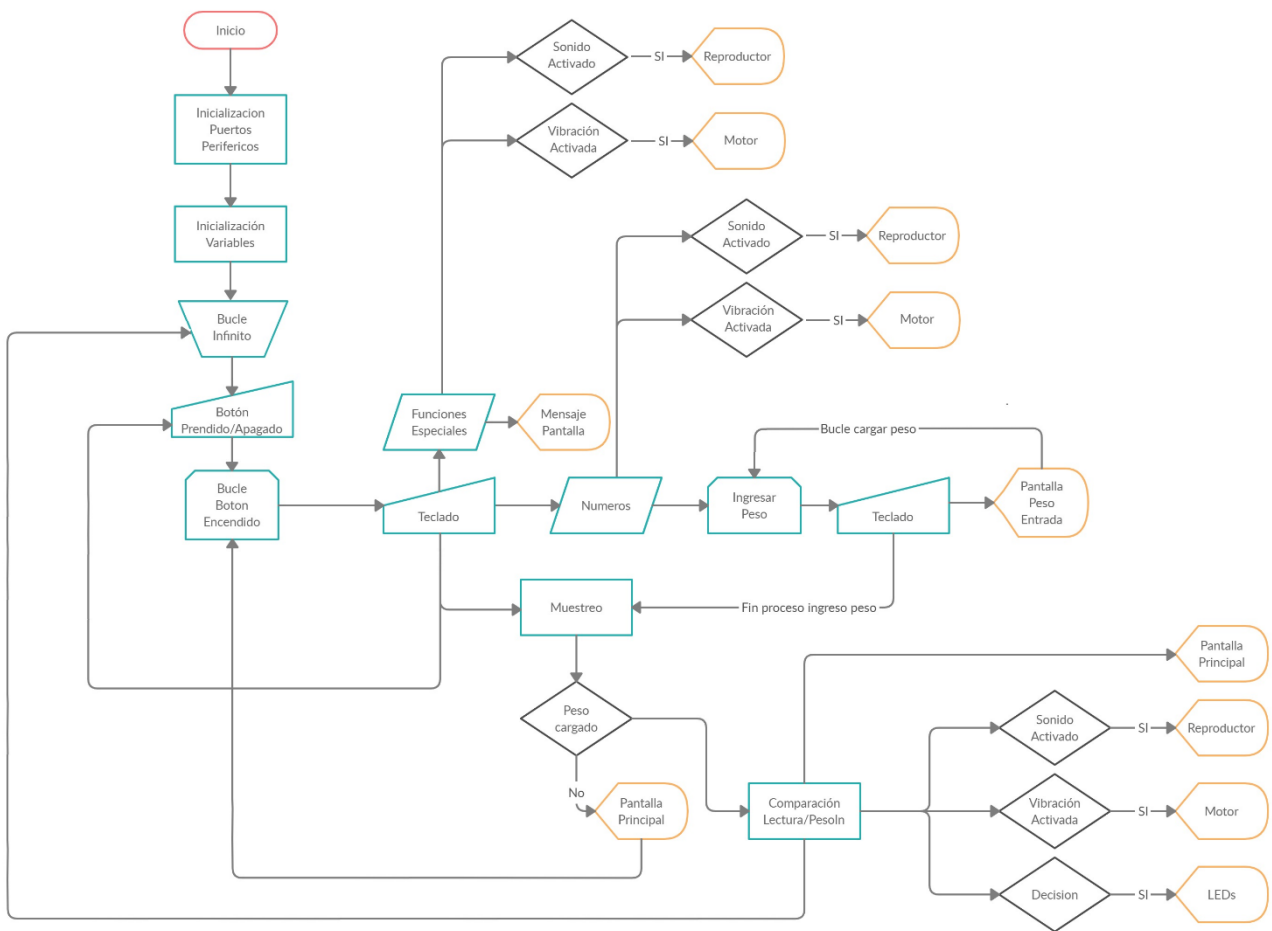 Inicio
Inicializacion
Puertos
Perifericos
Inicialización
Variables
Bucle
Infinito
Botón
Prendido/Apagado
Bucle
Boton
Encendido
Teclado
Funciones
Especiales
Mensaje
Pantalla
Sonido
Activado
SI
Reproductor
Vibración
Activada
SI
Motor
Numeros
Sonido
Activado
SI
Reproductor
Vibración
Activada
SI
Motor
Ingresar
Peso
Teclado
Pantalla
Peso
Entrada
Bucle cargar peso
Fin proceso ingreso peso
Muestreo
Peso
cargado
No
Pantalla
Principal
Comparación
Lectura/PesoIn
Pantalla
Principal
Sonido
Activado
SI
Reproductor
Vibración
Activada
SI
Motor
Decision
SI
LEDs